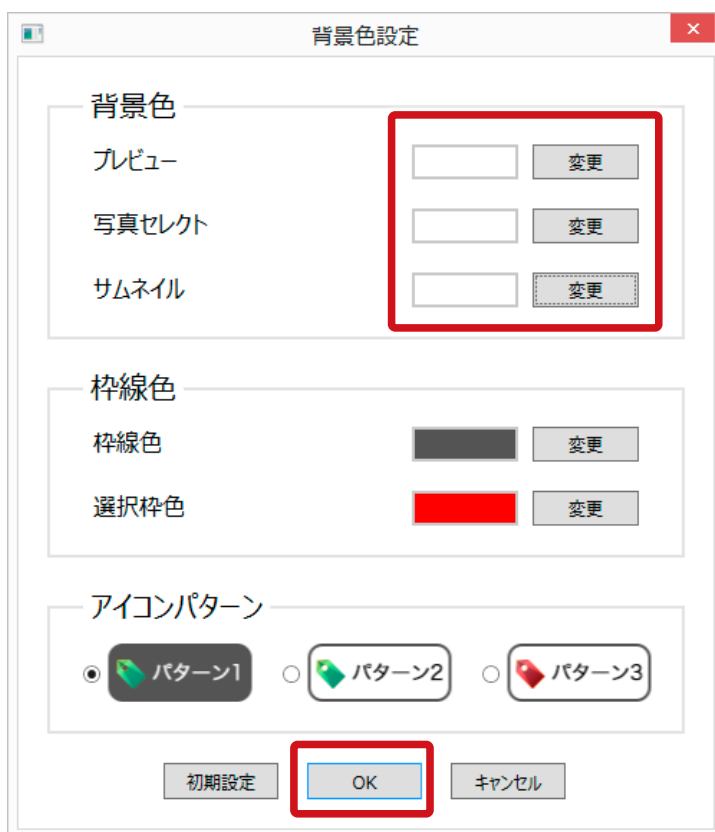 背景色設定
背景色
プレビュー
変更
写真セレクト
変更
サムネイル
変更
枠線色
枠線色
変更
選択枠色
変更
アイコンパターン
パターン1 パターン2 パターン3
初期設定 OK キャンセル